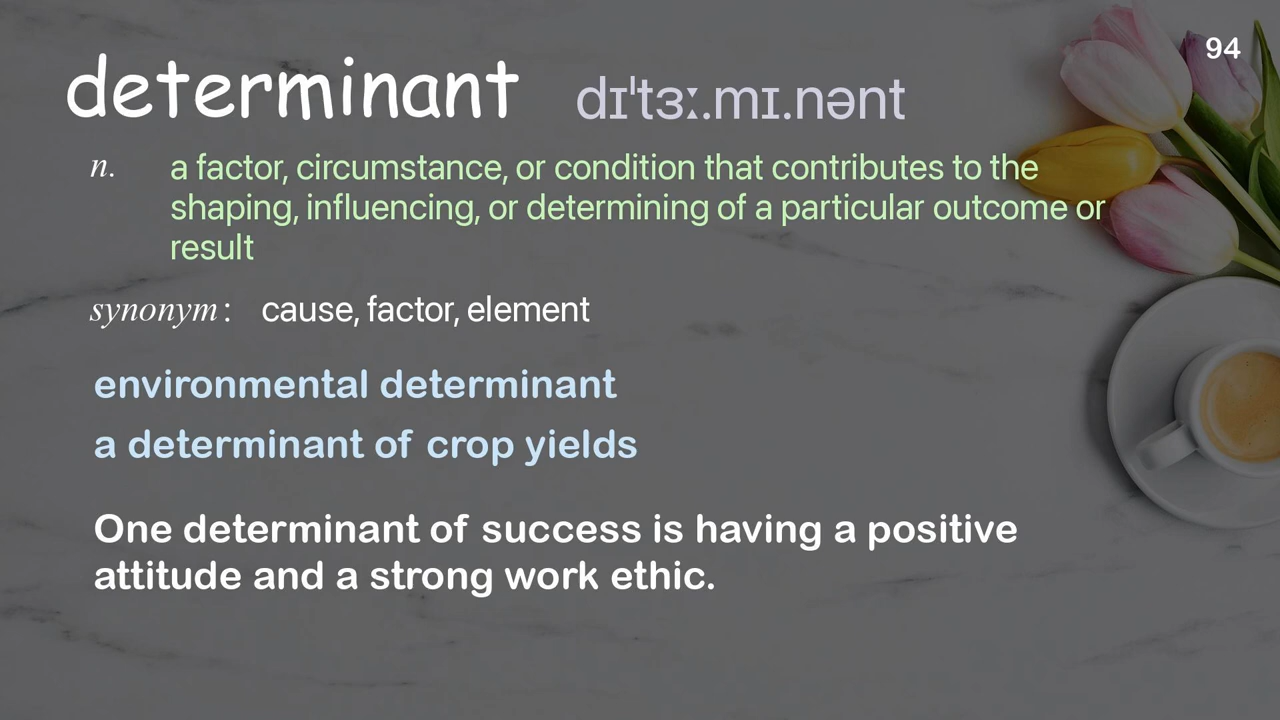 94
determinant dɪˈtɜː.mɪ.nənt
n. a factor, circumstance, or condition that contributes to the
shaping, influencing, or determining of a particular outcome or
result
synonym: cause, factor, element
environmental determinant
a determinant of crop yields
One determinant of success is having a positive
attitude and a strong work ethic.